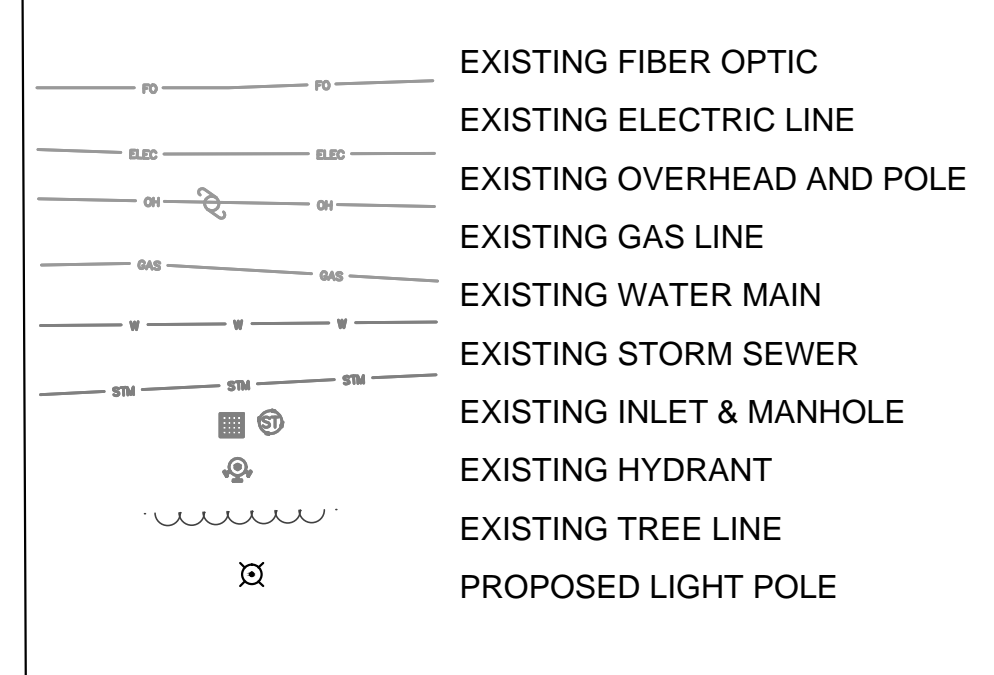 EXISTING FIBER OPTIC
FO FO
EXISTING ELECTRIC LINE
ELEC ELEC
EXISTING OVERHEAD AND POLE
OH OH
EXISTING GAS LINE
GAS GAS
EXISTING WATER MAIN
W W W
EXISTING STORM SEWER
STM STM STM
EXISTING INLET & MANHOLE
ST
EXISTING HYDRANT
EXISTING TREE LINE
PROPOSED LIGHT POLE